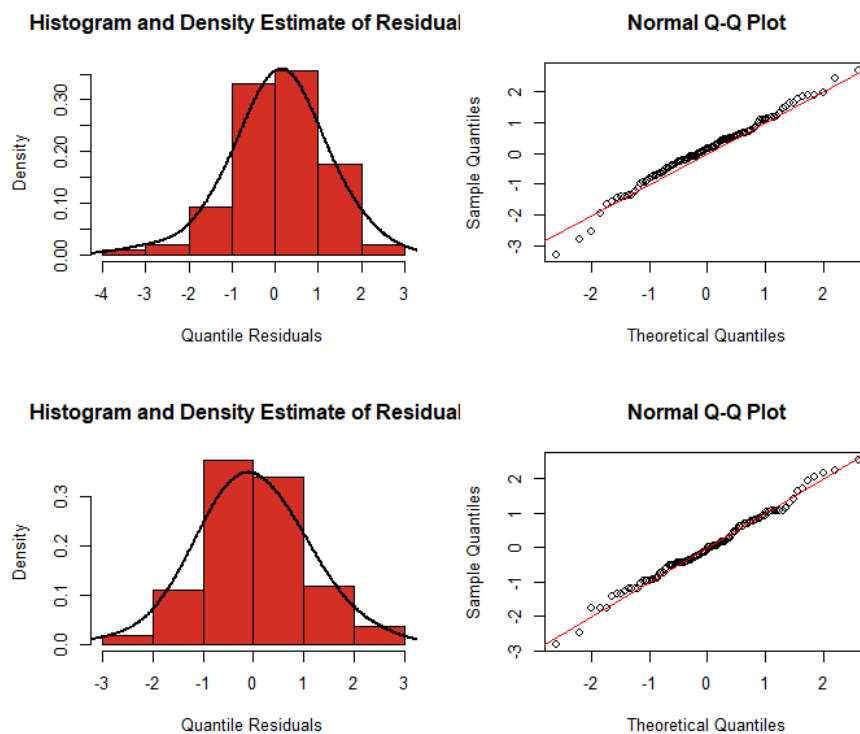 Histogram and Density Estimate of Residual
Density
0.00 0.10 0.20 0.30
-4 -3 -2 -1 0 1 2 3
Quantile Residuals
Normal Q-Q Plot
Sample Quantiles
-3 -2 -1 0 1 2
-2 -1 0 1 2
Theoretical Quantiles
Histogram and Density Estimate of Residual
Density
0.0 0.1 0.2 0.3
-3 -2 -1 0 1 2 3
Quantile Residuals
Normal Q-Q Plot
Sample Quantiles
-3 -2 -1 0 1 2
-2 -1 0 1 2
Theoretical Quantiles